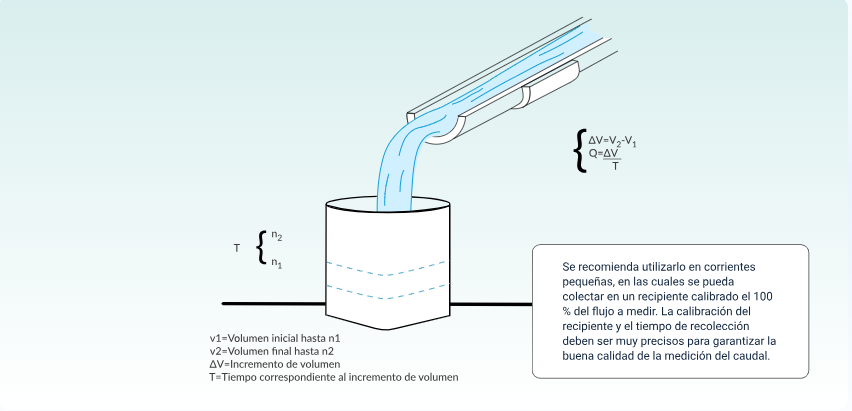 ΔV=V2-V1
Q=ΔV
T
n2
T
n1
Se recomienda utilizarlo en corrientes
pequeñas, en las cuales se pueda
colectar en un recipiente calibrado el 100
% del flujo a medir. La calibración del
recipiente y el tiempo de recolección
deben ser muy precisos para garantizar la
buena calidad de la medición del caudal.
v1=Volumen inicial hasta n1
v2=Volumen final hasta n2
ΔV=Incremento de volumen
T=Tiempo correspondiente al incremento de volumen